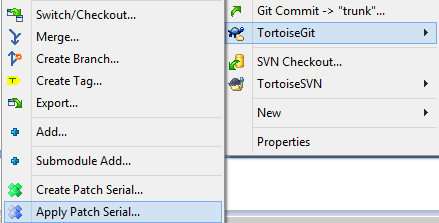 Switch/Checkout...
Merge...
Create Branch...
Create Tag...
Export...
Add...
Submodule Add...
Create Patch Serial...
Apply Patch Serial...
Git Commit -> "trunk"...
TortoiseGit
SVN Checkout...
TortoiseSVN
New
Properties